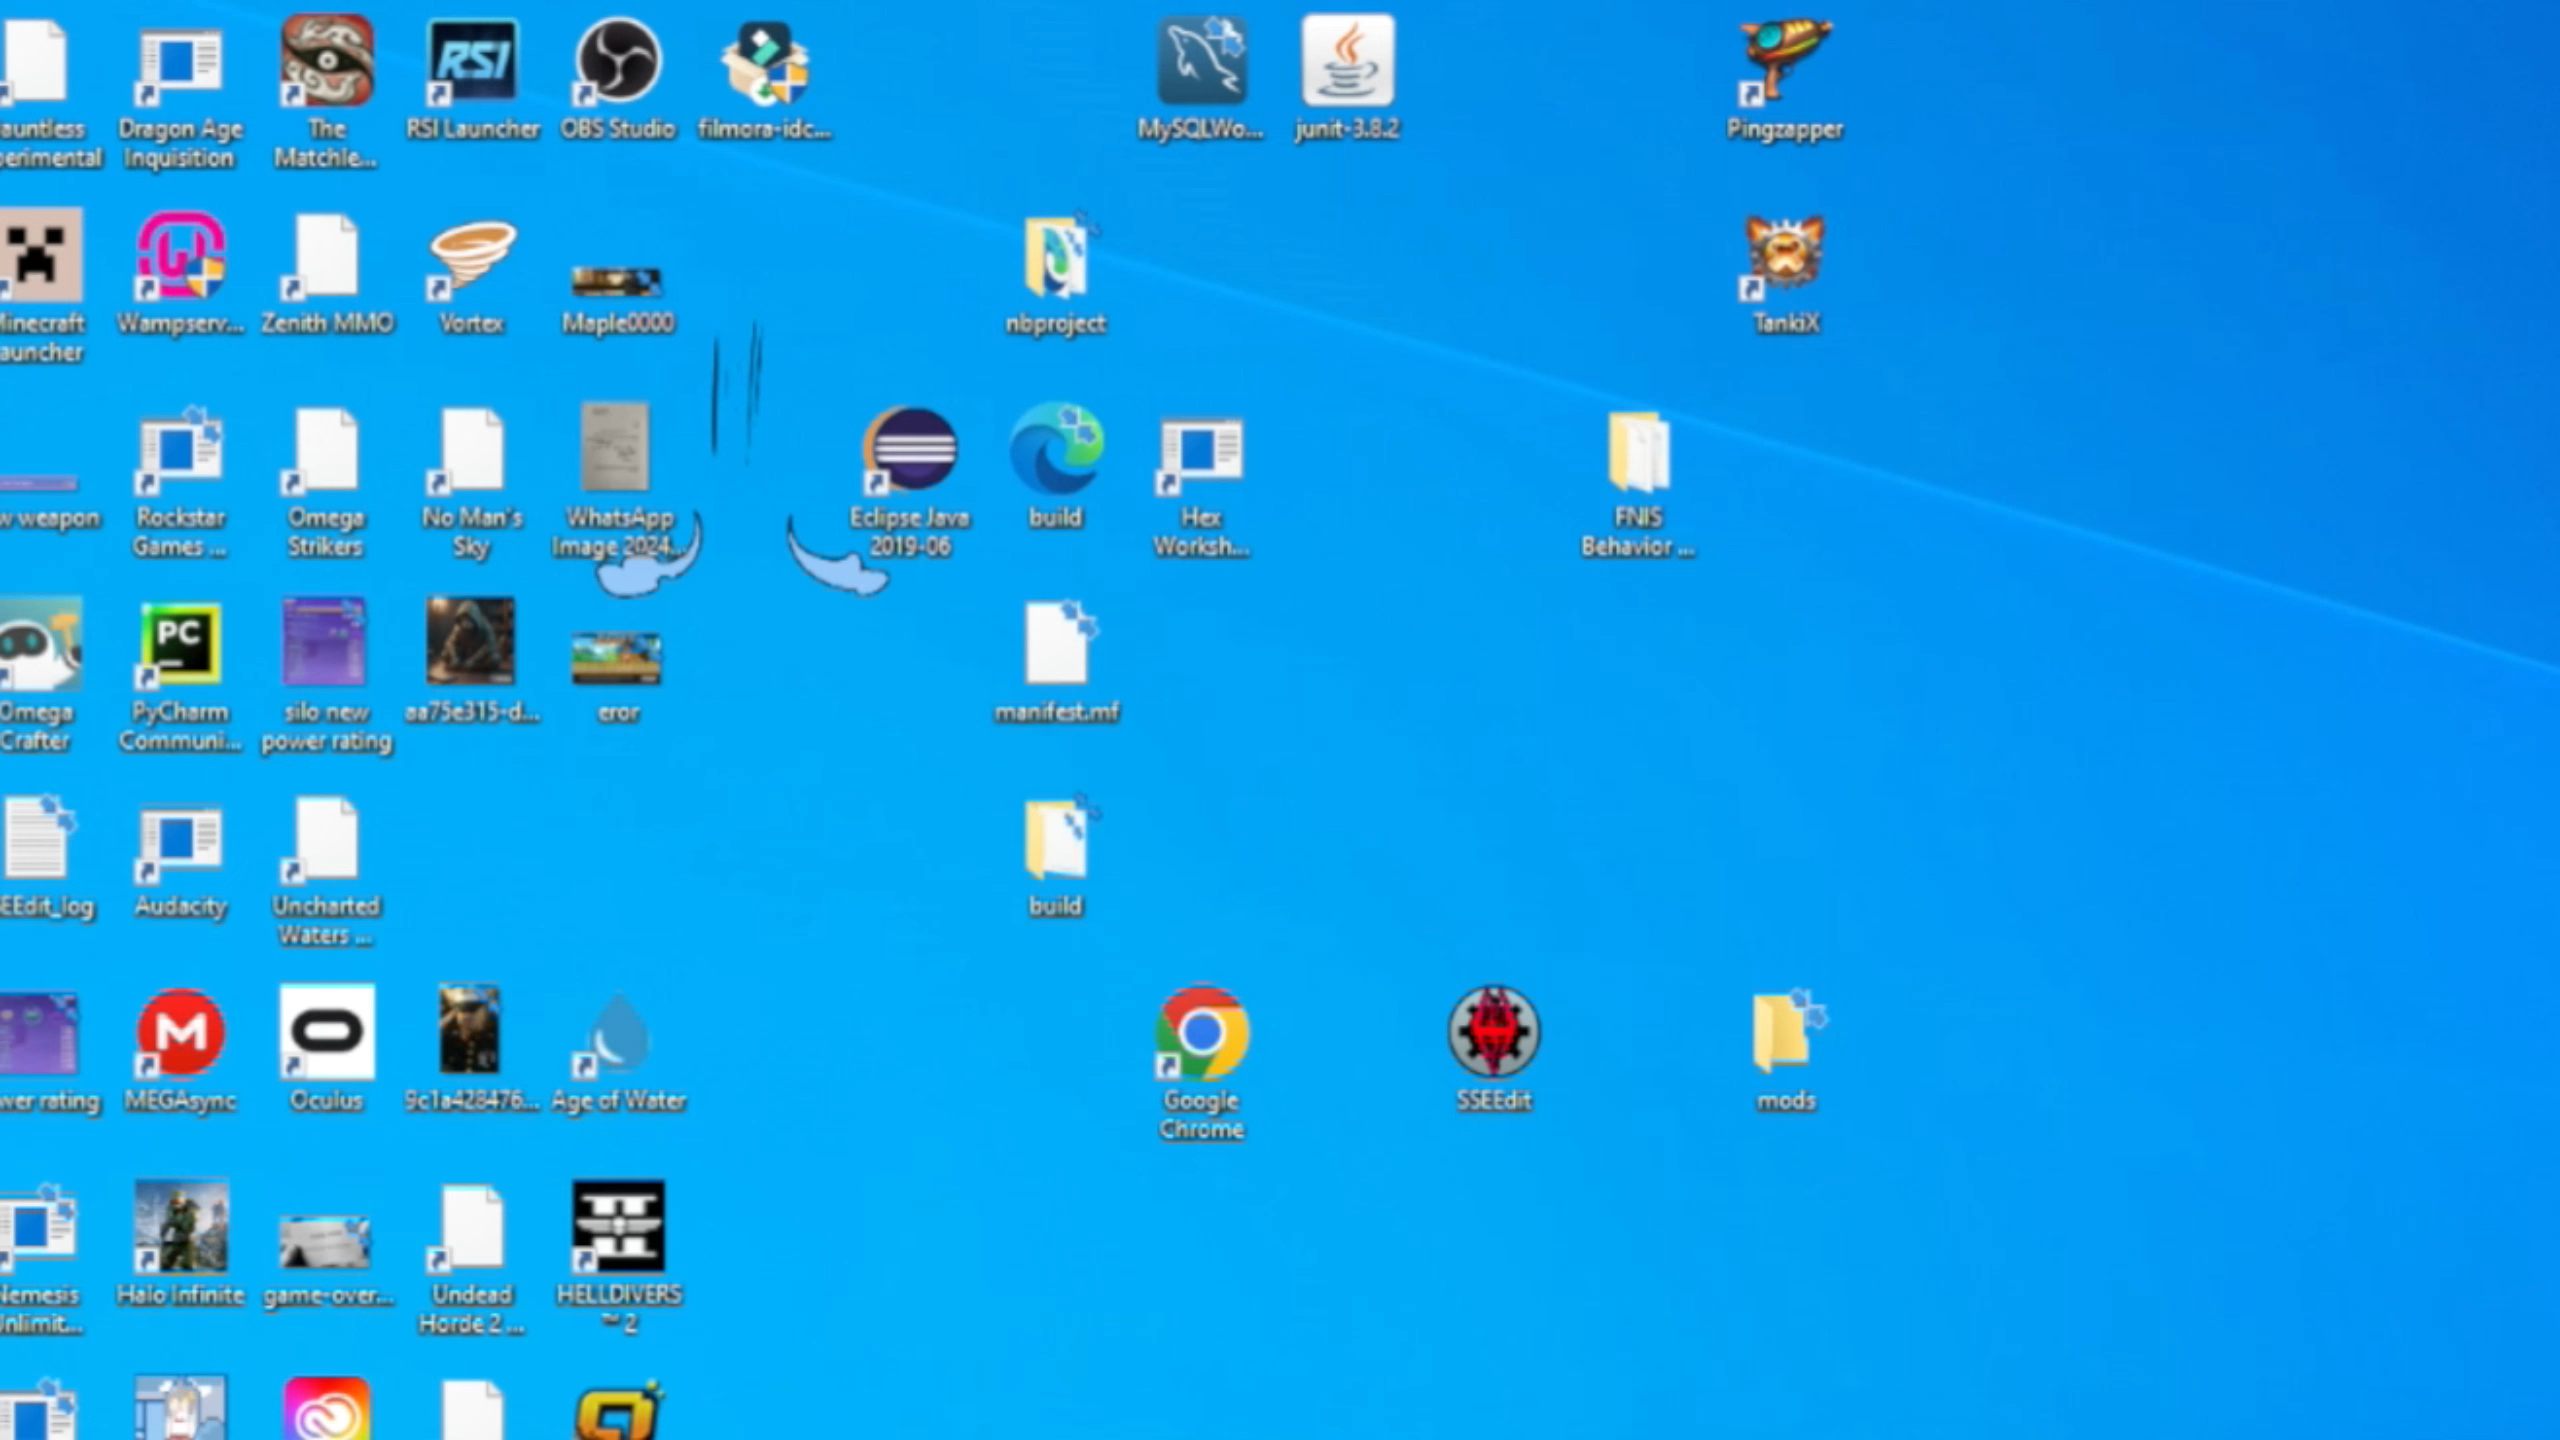 auntless
perimental
Dragon Age
Inquisition
The
Matchle...
RSI
RSI Launcher
OBS Studio
filmora-idc...
MySQLWo...
junit-3.8.2
Pingzapper
Minecraft
auncher
Wampserv...
Zenith MMO
Vortex
Maple0000
nbproject
TankiX
w weapon
Rockstar
Games ...
Omega
Strikers
No Man's
Sky
WhatsApp
Image 2024...
Eclipse Java
2019-06
build
Hex
Worksh...
FNIS
Behavior ...
Omega
Crafter
PC
PyCharm
Communi...
silo new
power rating
aa75e315-d...
eror
manifest.mf
EEdit_log
Audacity
Uncharted
Waters ...
build
wer rating
M
MEGAsync
Oculus
9c1a428476...
Age of Water
Google
Chrome
SSEEdit
mods
Nemesis
Unlimit...
Halo Infinite
game-over...
Undead
Horde 2 ...
HELLDIVERS
™ 2